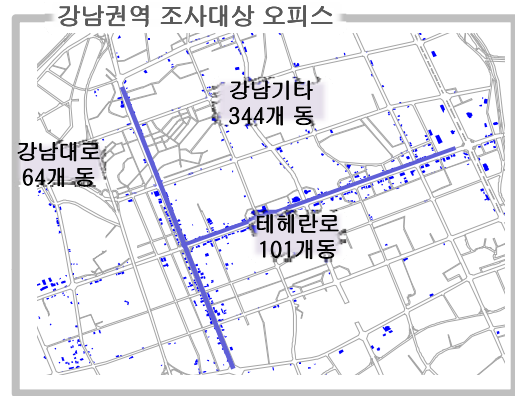 강남권역 조사대상 오피스
강남기타
344개 동
강남대로
64개 동
테헤란로
101개동